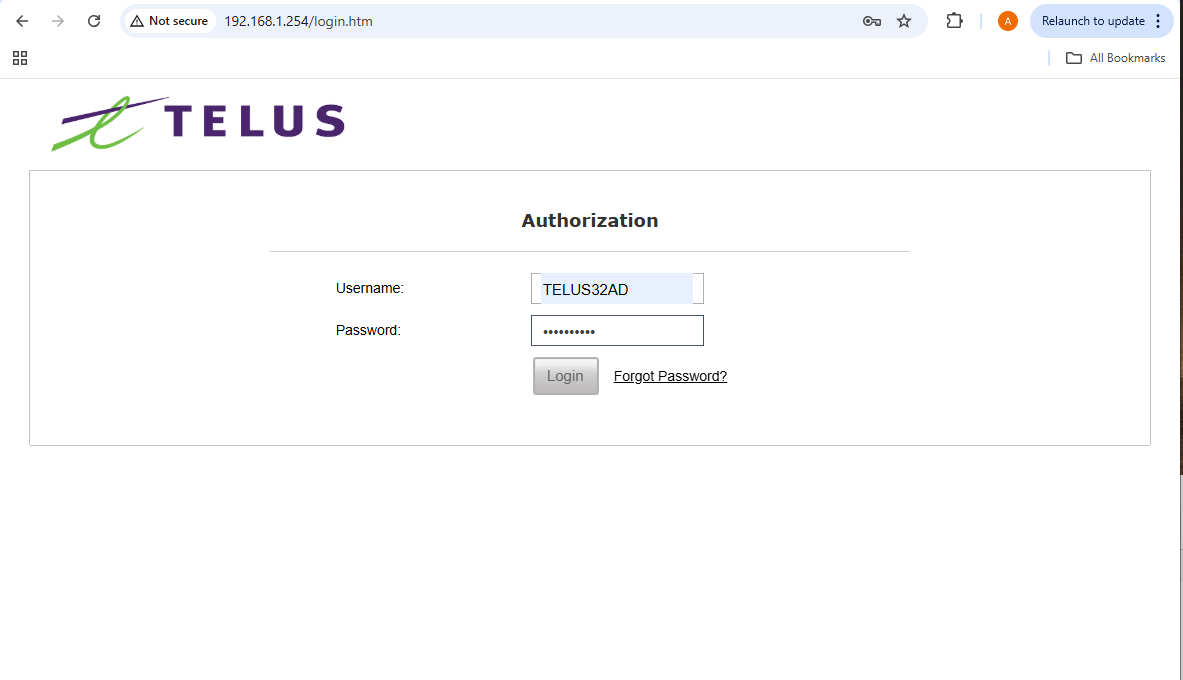 Not secure 192.168.1.254/login.htm A Relaunch to update
All Bookmarks
TELUS
Authorization
Username: TELUS32AD
Password: ••••••••••
Login Forgot Password?